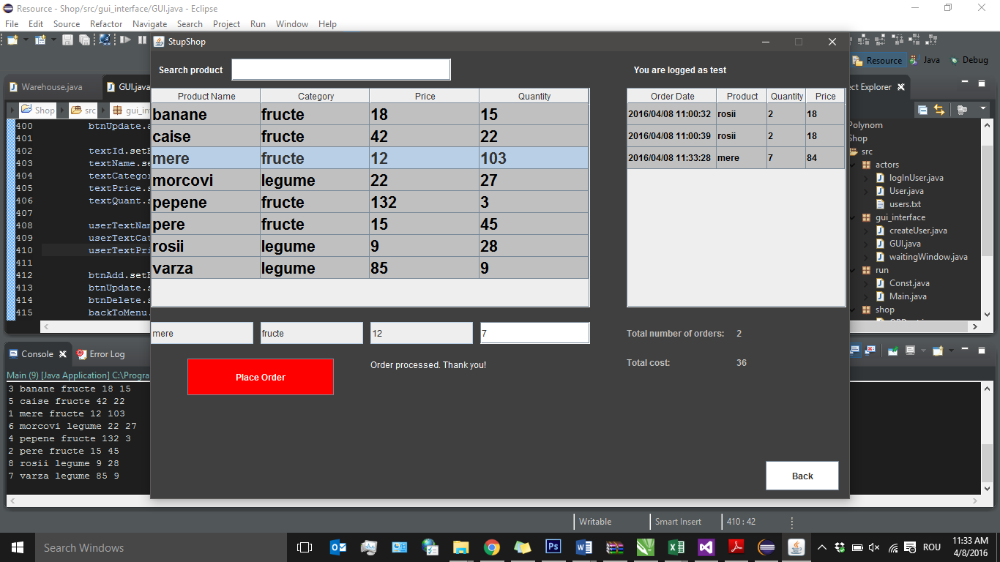 Resource - Shop/src/gui_interface/GUI.java - Eclipse
File Edit Source Refactor Navigate Search Project Run Window Help
StupShop
Resource Java Debug
Search product
You are logged as test
Warehouse.java GUI.java
Shop src
Product Name Category Price Quantity
banane fructe 18 15
caise fructe 42 22
mere fructe 12 103
morcovi legume 22 27
pepene fructe 132 3
pere fructe 15 45
rosii legume 9 28
varza legume 85 9
Order Date Product Quantity Price
2016/04/08 11:00:32 rosii 2 18
2016/04/08 11:00:39 rosii 2 18
2016/04/08 11:33:28 mere 7 84
400 btnUpdate.
401
402 textId.set
403 textName.se
404 textCategor
405 textPrice.s
406 textQuant.s
407
408 userTextNam
409 userTextCat
410 userTextPri
411
412 btnAdd.set
413 btnUpdate.s
414 btnDelete.s
415 backToMenu.
ct Explorer
Polynom
Shop
src
actors
logInUser.java
User.java
users.txt
gui_interface
createUser.java
GUI.java
waitingWindow.java
run
Const.java
Main.java
shop
mere fructe 12 7
Place Order
Order processed. Thank you!
Total number of orders: 2
Total cost: 36
Back
Console Error Log
Main (9) [Java Application] C:\Progra
3 banane fructe 18 15
5 caise fructe 42 22
1 mere fructe 12 103
6 morcovi legume 22 27
4 pepene fructe 132 3
2 pere fructe 15 45
8 rosii legume 9 28
7 varza legume 85 9
Writable Smart Insert 410 : 42
Search Windows
ROU
11:33 AM
4/8/2016